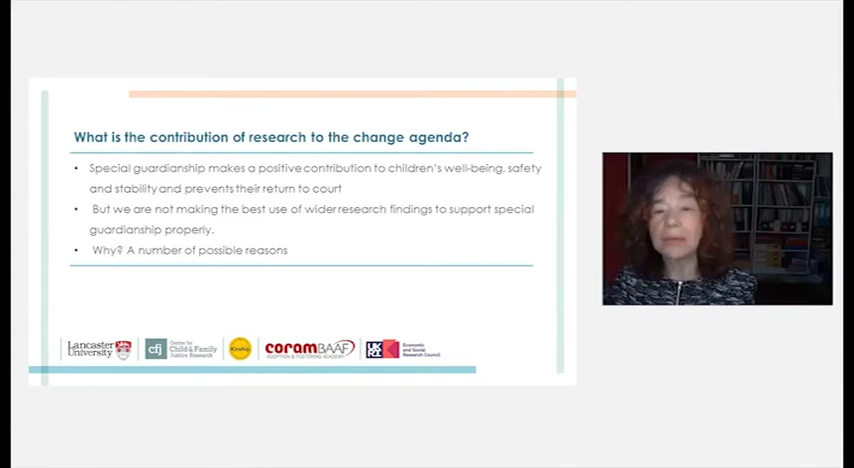 What is the contribution of research to the change agenda?
• Special guardianship makes a positive contribution to children's well-being, safety
and stability and prevents their return to court
• But we are not making the best use of wider research findings to support special
guardianship properly.
• Why? A number of possible reasons
Lancaster
University
cfj
Centre for
Child & Family
Justice Research
Kinship
coramBAAF
ADOPTION & FOSTERING ACADEMY
UK
RI
Economic
and Social
Research Council